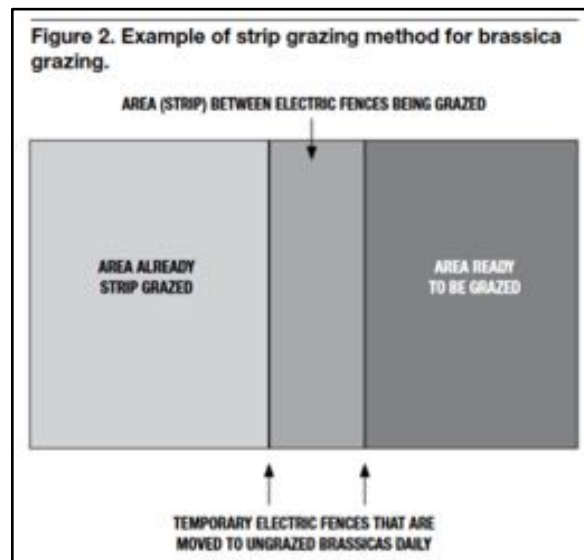 Figure 2. Example of strip grazing method for brassica
grazing.
AREA (STRIP) BETWEEN ELECTRIC FENCES BEING GRAZED
AREA ALREADY
STRIP GRAZED
AREA READY
TO BE GRAZED
TEMPORARY ELECTRIC FENCES THAT ARE
MOVED TO UNGRAZED BRASSICAS DAILY